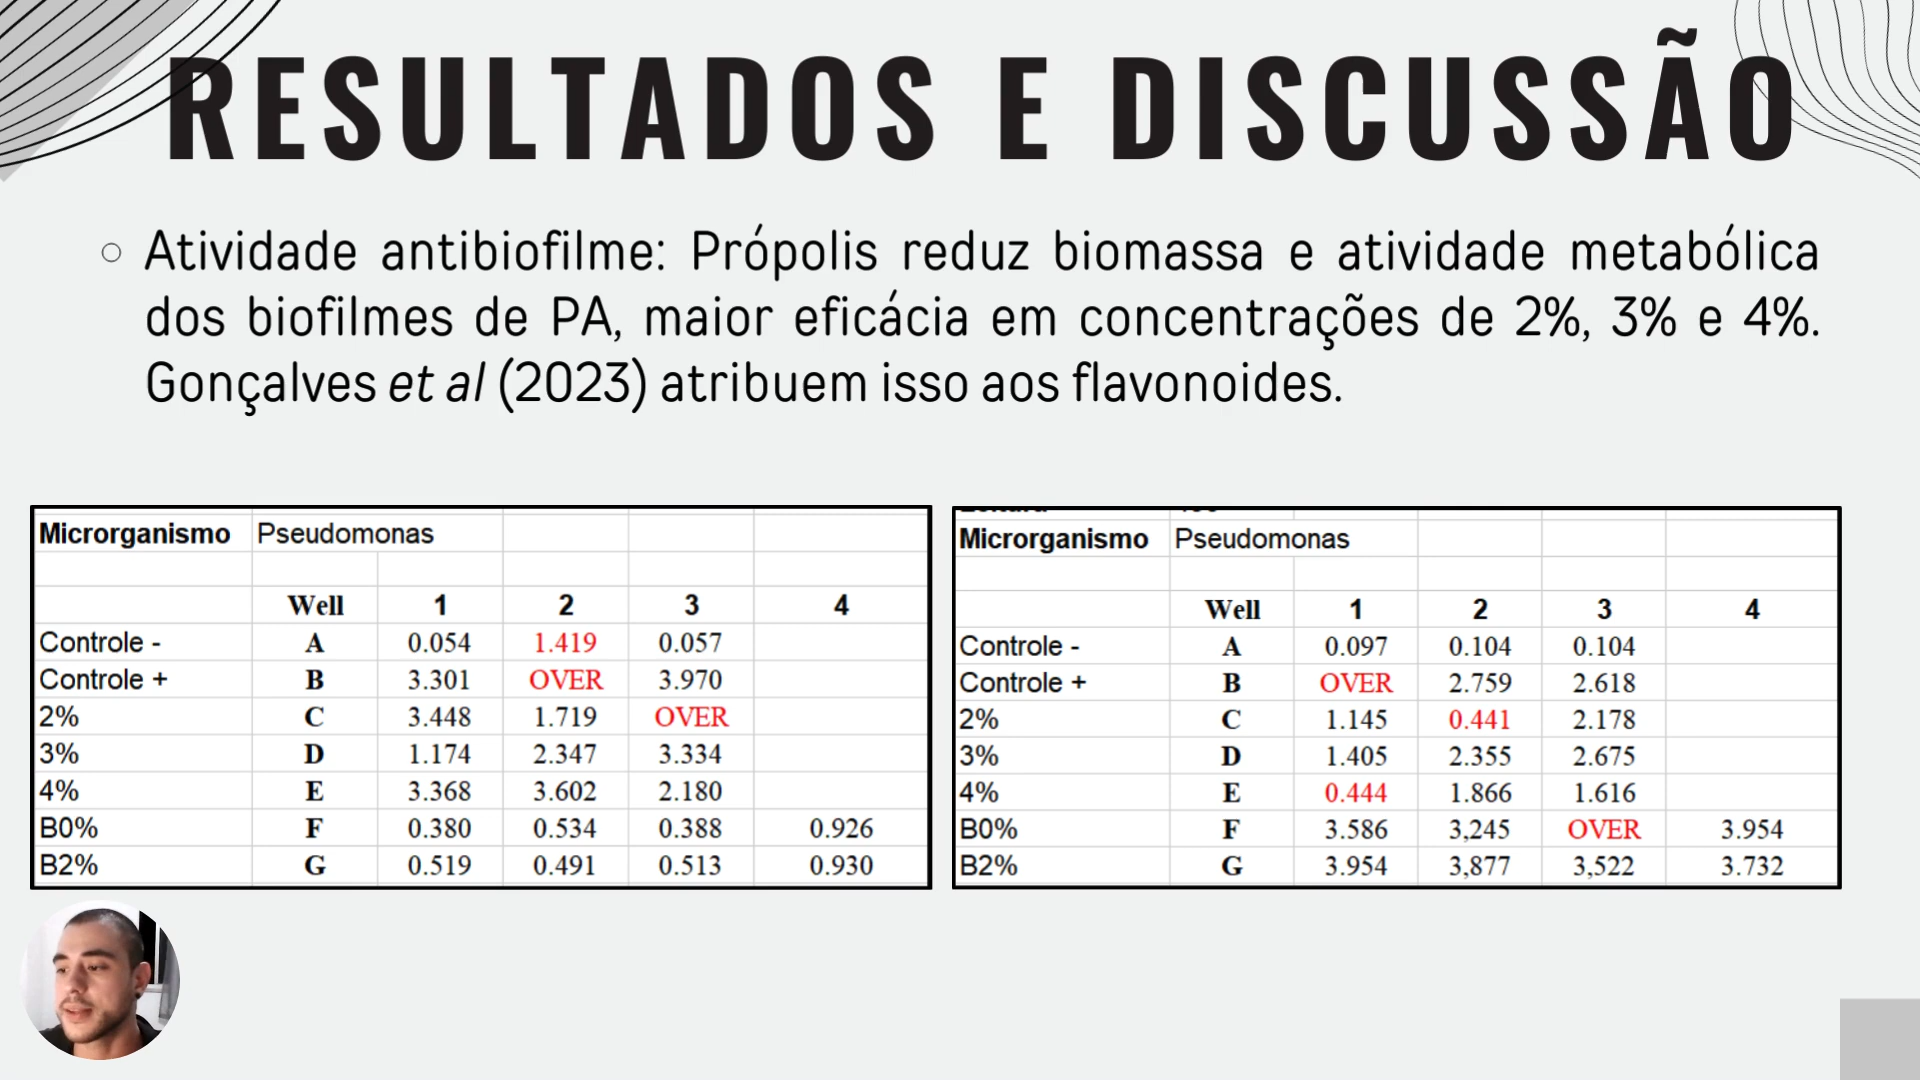 RESULTADOS E DISCUSSÃO
Atividade antibiofilme: Própolis reduz biomassa e atividade metabólica
dos biofilmes de PA, maior eficácia em concentrações de 2%, 3% e 4%.
Gonçalves et al (2023) atribuem isso aos flavonoides.
Microrganismo Pseudomonas
Well 1 2 3 4
Controle - A 0.054 1.419 0.057
Controle + B 3.301 OVER 3.970
2% C 3.448 1.719 OVER
3% D 1.174 2.347 3.334
4% E 3.368 3.602 2.180
B0% F 0.380 0.534 0.388 0.926
B2% G 0.519 0.491 0.513 0.930
Microrganismo Pseudomonas
Well 1 2 3 4
Controle - A 0.097 0.104 0.104
Controle + B OVER 2.759 2.618
2% C 1.145 0.441 2.178
3% D 1.405 2.355 2.675
4% E 0.444 1.866 1.616
B0% F 3.586 3,245 OVER 3.954
B2% G 3.954 3,877 3,522 3.732